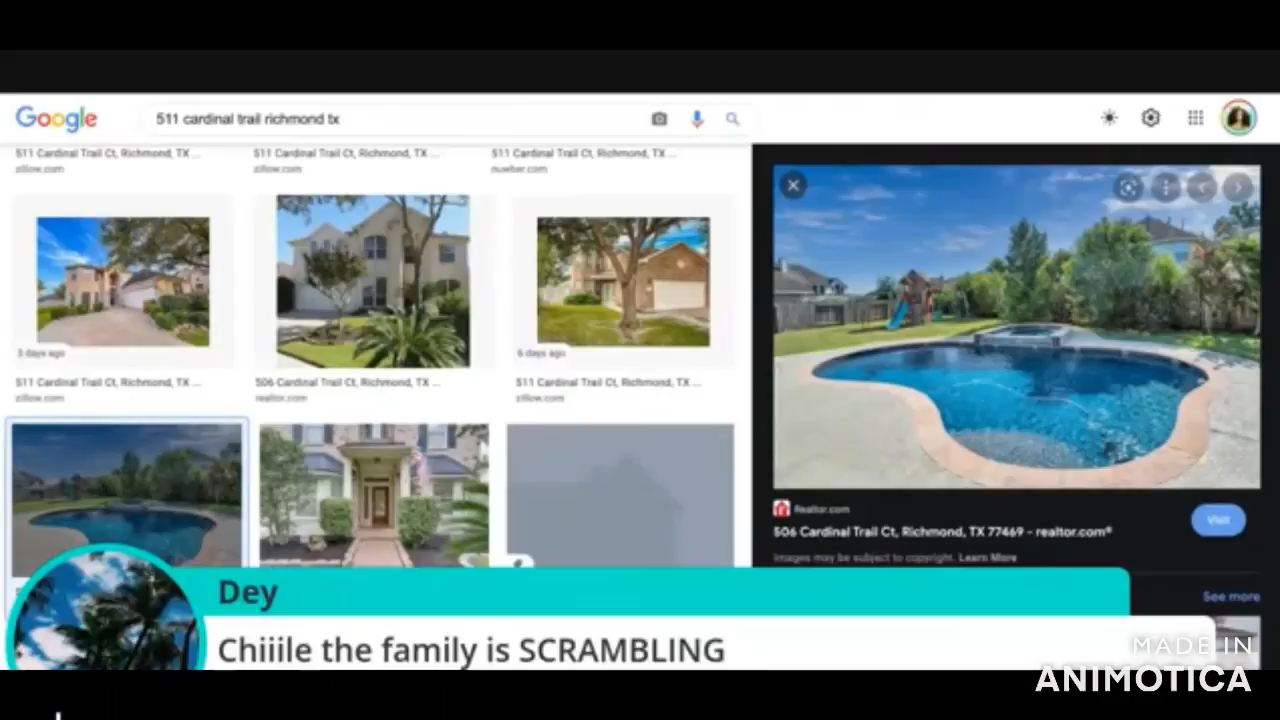 Google
511 cardinal trail richmond tx
511 Cardinal Trail Ct, Richmond, TX ...
zillow.com
511 Cardinal Trail Ct, Richmond, TX ...
zillow.com
511 Cardinal Trail Ct, Richmond, TX ...
nuwber.com
3 days ago
511 Cardinal Trail Ct, Richmond, TX ...
zillow.com
506 Cardinal Trail Ct, Richmond, TX ...
realtor.com
6 days ago
511 Cardinal Trail Ct, Richmond, TX ...
zillow.com
Realtor.com
506 Cardinal Trail Ct, Richmond, TX 77469 - realtor.com®
Visit
Images may be subject to copyright. Learn More
See more
Dey
Chiiile the family is SCRAMBLING
MADE IN
ANIMOTICA